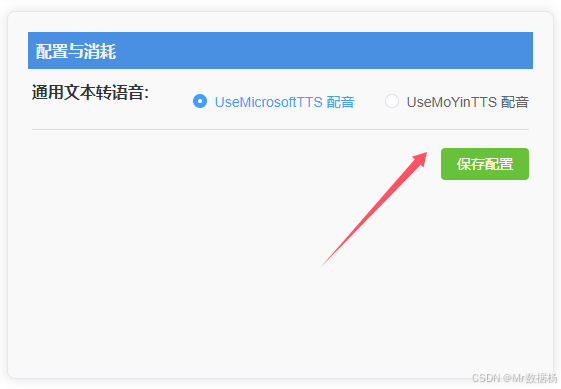 配置与消耗
通用文本转语音:
UseMicrosoftTTS 配音
UseMoYinTTS 配音
保存配置
CSDN @Mr数据杨